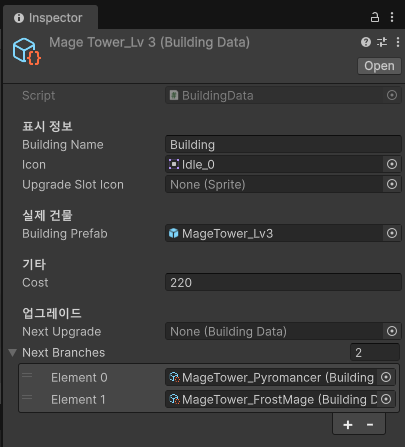 Inspector
Mage Tower_Lv 3 (Building Data)
Open
Script
BuildingData
표시 정보
Building Name
Building
Icon
Idle_0
Upgrade Slot Icon
None (Sprite)
실제 건물
Building Prefab
MageTower_Lv3
기타
Cost
220
업그레이드
Next Upgrade
None (Building Data)
Next Branches
2
Element 0
MageTower_Pyromancer (Building
Element 1
MageTower_FrostMage (Building D
+ -